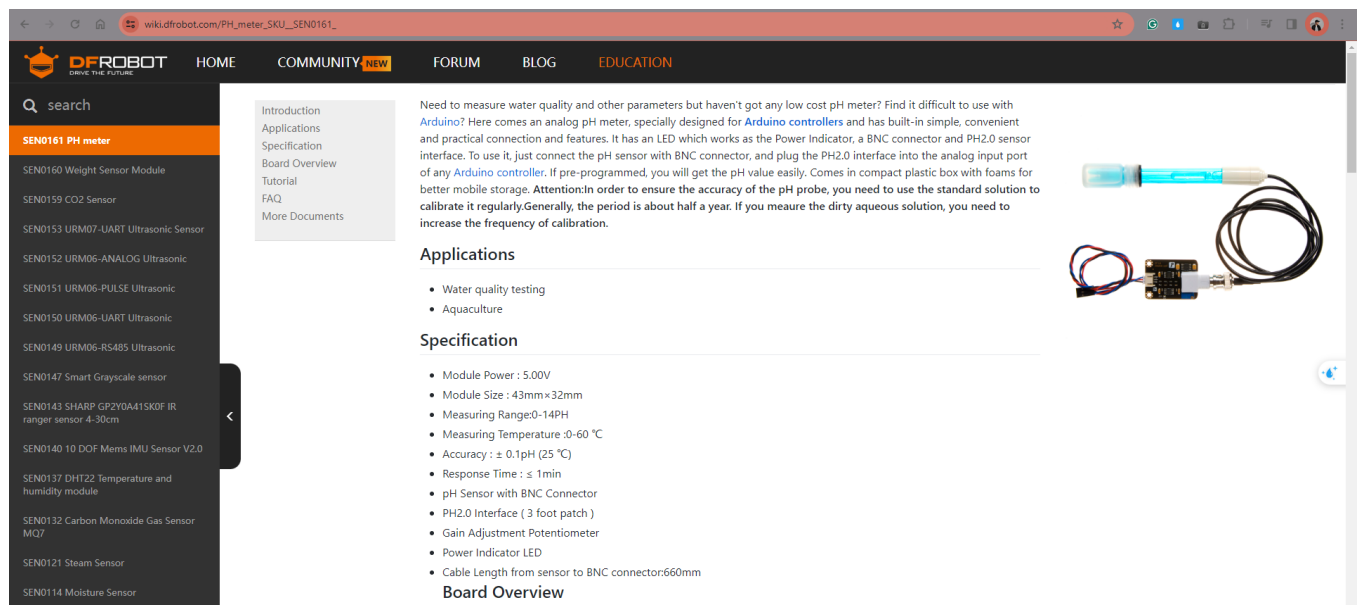 wiki.dfrobot.com/PH_meter_SKU__SEN0161_
DFROBOT
DRIVE THE FUTURE
HOME
COMMUNITY NEW
FORUM
BLOG
EDUCATION
search
SEN0161 PH meter
SEN0160 Weight Sensor Module
SEN0159 CO2 Sensor
SEN0153 URM07-UART Ultrasonic Sensor
SEN0152 URM06-ANALOG Ultrasonic
SEN0151 URM06-PULSE Ultrasonic
SEN0150 URM06-UART Ultrasonic
SEN0149 URM06-RS485 Ultrasonic
SEN0147 Smart Grayscale sensor
SEN0143 SHARP GP2Y0A41SK0F IR
ranger sensor 4-30cm
SEN0140 10 DOF Mems IMU Sensor V2.0
SEN0137 DHT22 Temperature and
humidity module
SEN0132 Carbon Monoxide Gas Sensor
MQ7
SEN0121 Steam Sensor
SEN0114 Moisture Sensor
Introduction
Applications
Specification
Board Overview
Tutorial
FAQ
More Documents
Need to measure water quality and other parameters but haven't got any low cost pH meter? Find it difficult to use with
Arduino? Here comes an analog pH meter, specially designed for Arduino controllers and has built-in simple, convenient
and practical connection and features. It has an LED which works as the Power Indicator, a BNC connector and PH2.0 sensor
interface. To use it, just connect the pH sensor with BNC connector, and plug the PH2.0 interface into the analog input port
of any Arduino controller. If pre-programmed, you will get the pH value easily. Comes in compact plastic box with foams for
better mobile storage. Attention:In order to ensure the accuracy of the pH probe, you need to use the standard solution to
calibrate it regularly.Generally, the period is about half a year. If you meaure the dirty aqueous solution, you need to
increase the frequency of calibration.
Applications
• Water quality testing
• Aquaculture
Specification
• Module Power : 5.00V
• Module Size : 43mm×32mm
• Measuring Range:0-14PH
• Measuring Temperature :0-60 ℃
• Accuracy : ± 0.1pH (25 ℃)
• Response Time : ≤ 1min
• pH Sensor with BNC Connector
• PH2.0 Interface ( 3 foot patch )
• Gain Adjustment Potentiometer
• Power Indicator LED
• Cable Length from sensor to BNC connector:660mm
Board Overview